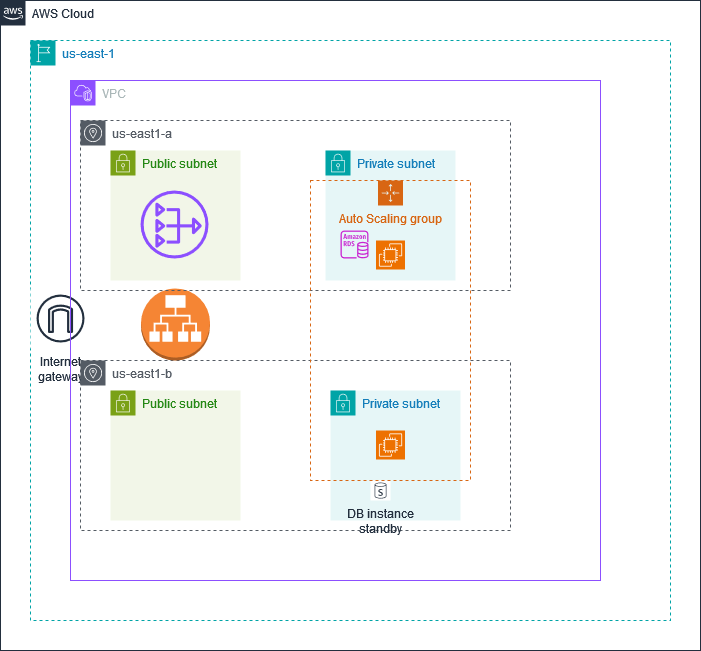 aws
AWS Cloud
us-east-1
VPC
us-east1-a
Public subnet
Private subnet
Auto Scaling group
Amazon
RDS
Internet
gateway
us-east1-b
Public subnet
Private subnet
S
DB instance
standby